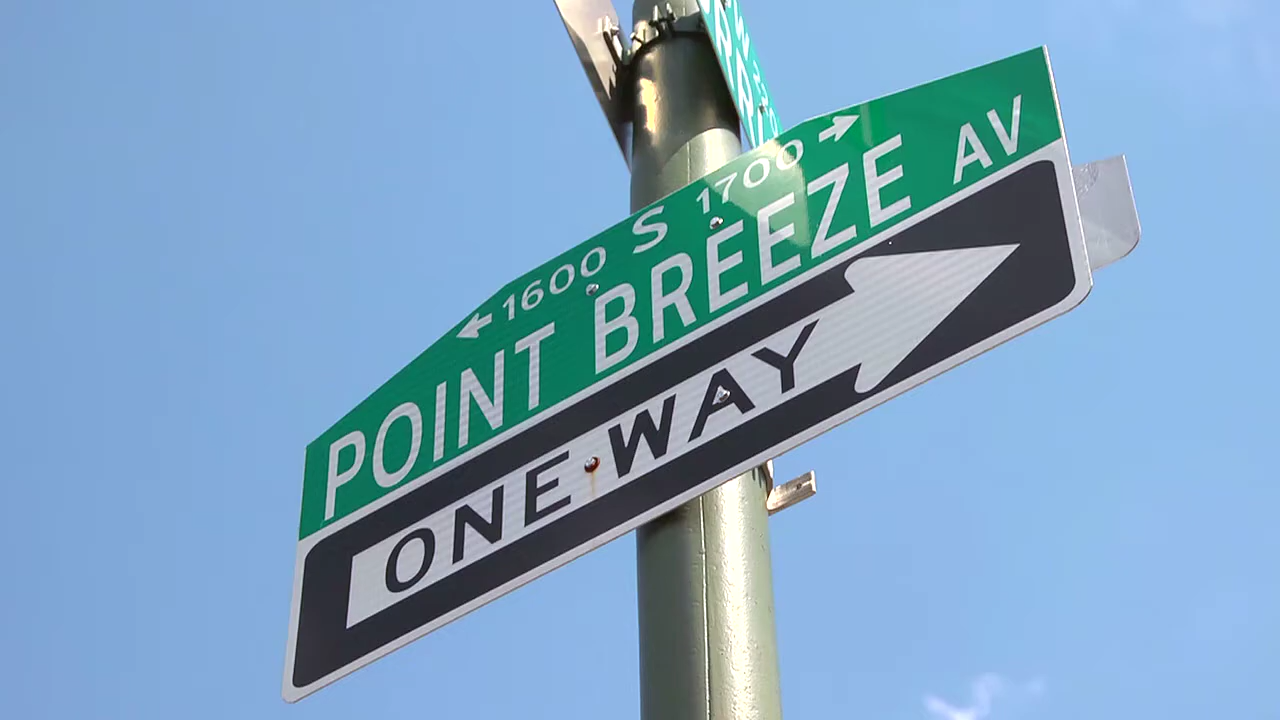 ← 1600 S 1700 →
POINT BREEZE AV
ONE WAY